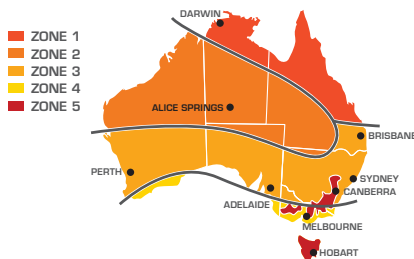 DARWIN
ZONE 1
ZONE 2
ZONE 3
ZONE 4
ZONE 5
ALICE SPRINGS
BRISBANE
PERTH
SYDNEY
CANBERRA
ADELAIDE
MELBOURNE
HOBART